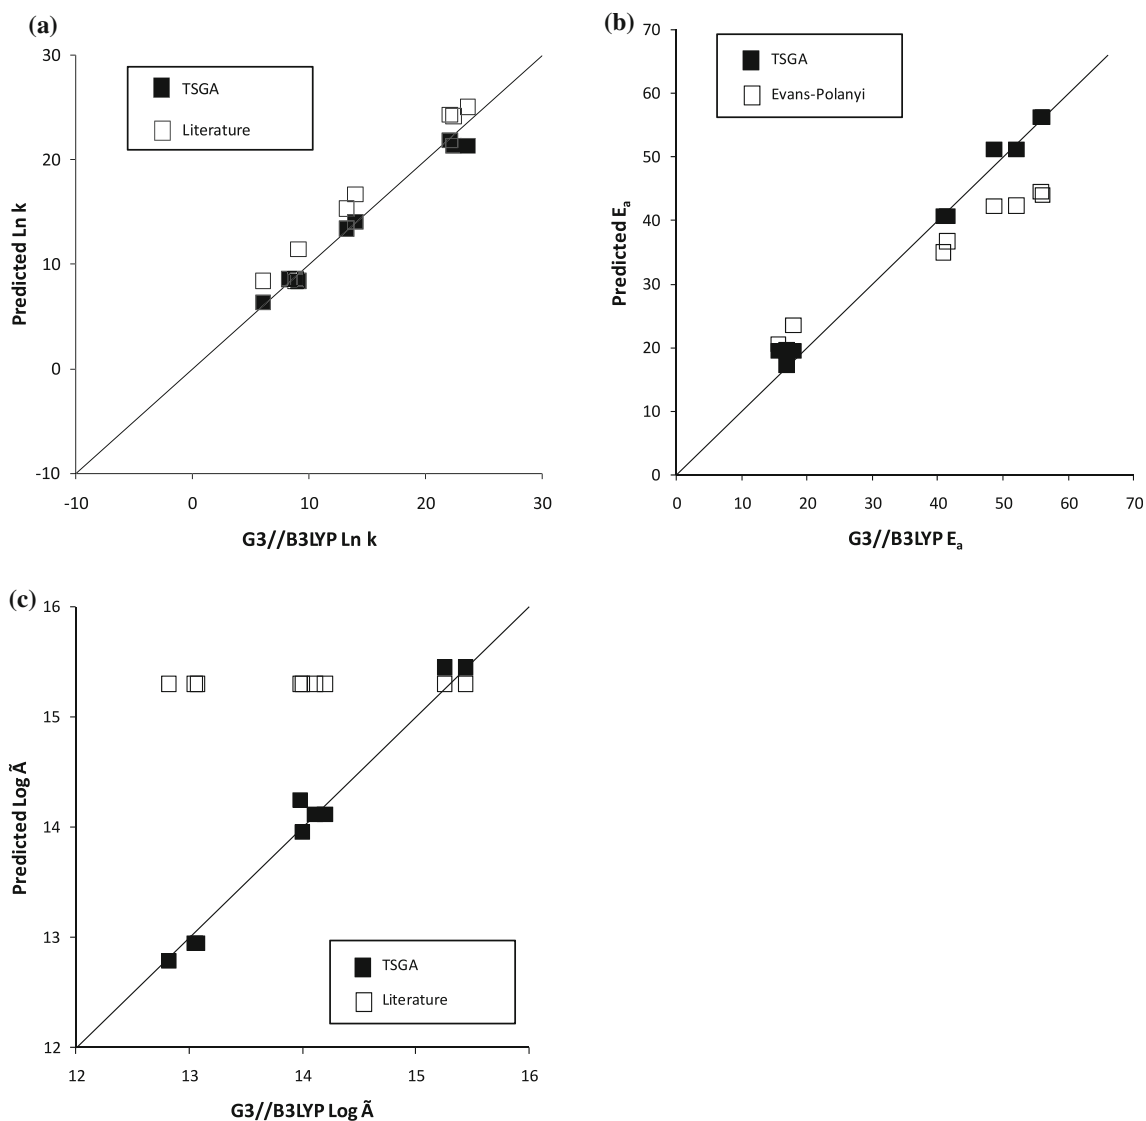 (a)
30
20
10
0
-10
-10 0 10 20 30
Predicted Ln k
G3//B3LYP Ln k
TSGA
Literature
(b)
70
60
50
40
30
20
10
0
0 10 20 30 40 50 60 70
Predicted Ea
G3//B3LYP Ea
TSGA
Evans-Polanyi
(c)
16
15
14
13
12
12 13 14 15 16
Predicted Log Ã
G3//B3LYP Log Ã
TSGA
Literature